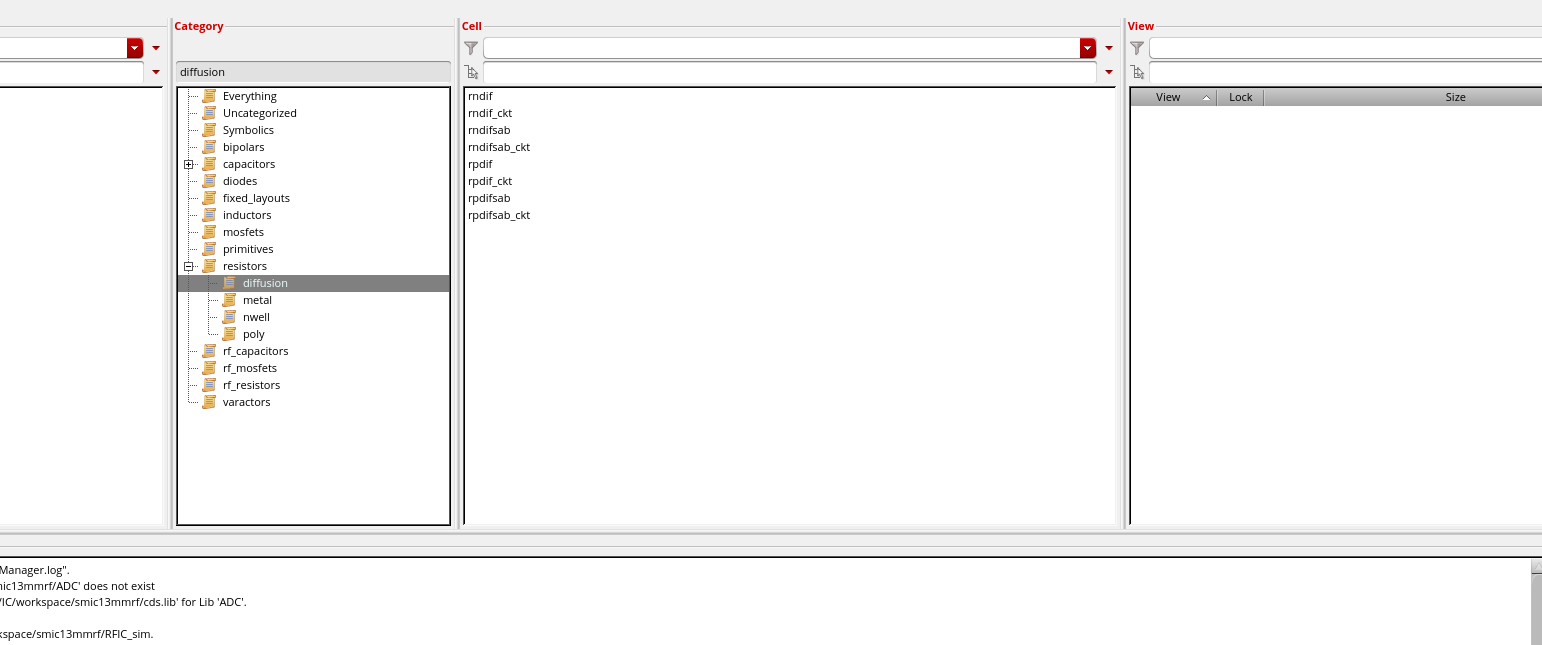 Category
Cell
View
diffusion
Everything
Uncategorized
Symbolics
bipolars
capacitors
diodes
fixed_layouts
inductors
mosfets
primitives
resistors
diffusion
metal
nwell
poly
rf_capacitors
rf_mosfets
rf_resistors
varactors
rndif
rndif_ckt
rndifsab
rndifsab_ckt
rpdif
rpdif_ckt
rpdifsab
rpdifsab_ckt
View Lock Size
Manager.log".
nic13mmrf/ADC' does not exist
/IC/workspace/smic13mmrf/cds.lib' for Lib 'ADC'.
kspace/smic13mmrf/RFIC_sim.